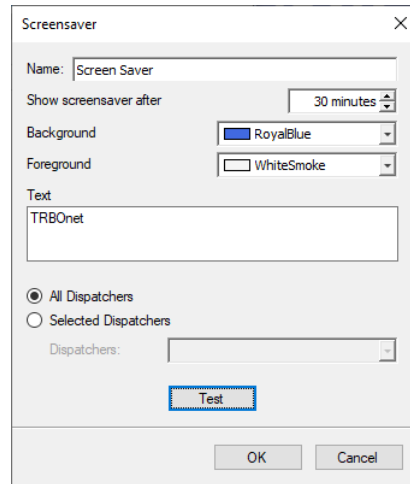 Screensaver
Name: Screen Saver
Show screensaver after 30 minutes
Background RoyalBlue
Foreground WhiteSmoke
Text
TRBOnet
All Dispatchers
Selected Dispatchers
Dispatchers:
Test
OK Cancel